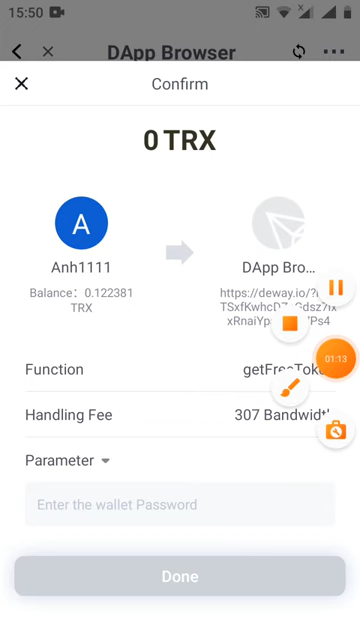 15:50
DApp Browser
Confirm
0 TRX
A
Anh1111
DApp Bro...
Balance: 0.122381
TRX
https://deway.io/?
Function
Handling Fee
307 Bandwidth
01:13
Parameter
Enter the wallet Password
Done